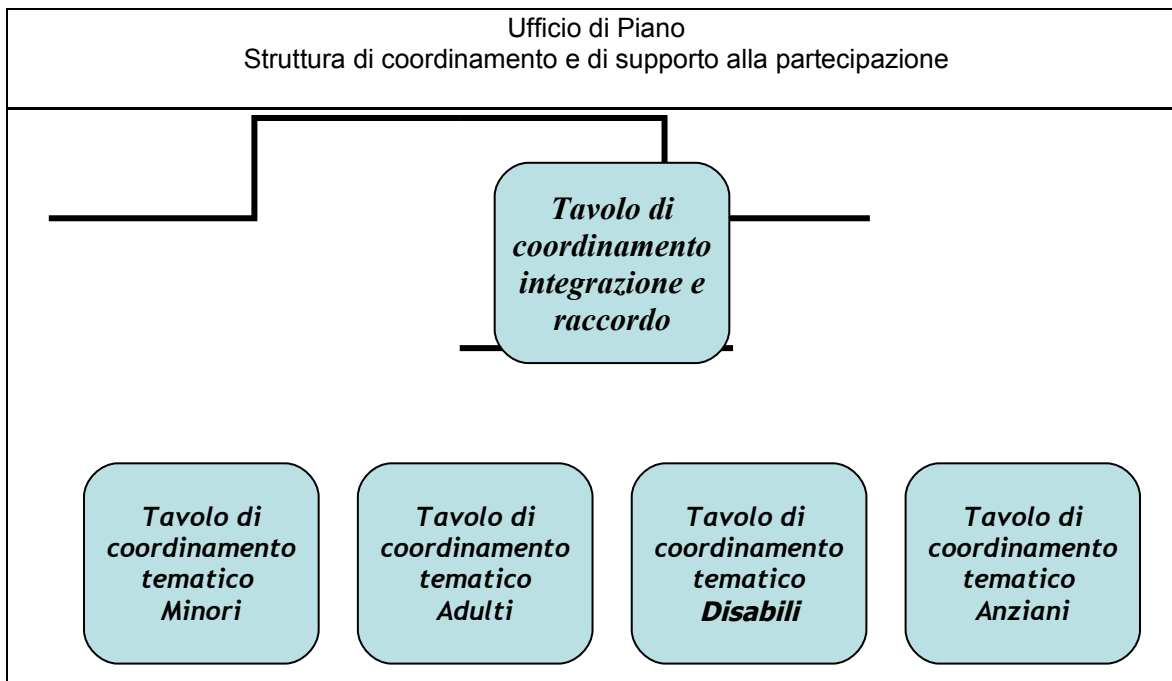 Ufficio di Piano
Struttura di coordinamento e di supporto alla partecipazione
Tavolo di
coordinamento
integrazione e
raccordo
Tavolo di
coordinamento
tematico
Minori
Tavolo di
coordinamento
tematico
Adulti
Tavolo di
coordinamento
tematico
Disabili
Tavolo di
coordinamento
tematico
Anziani